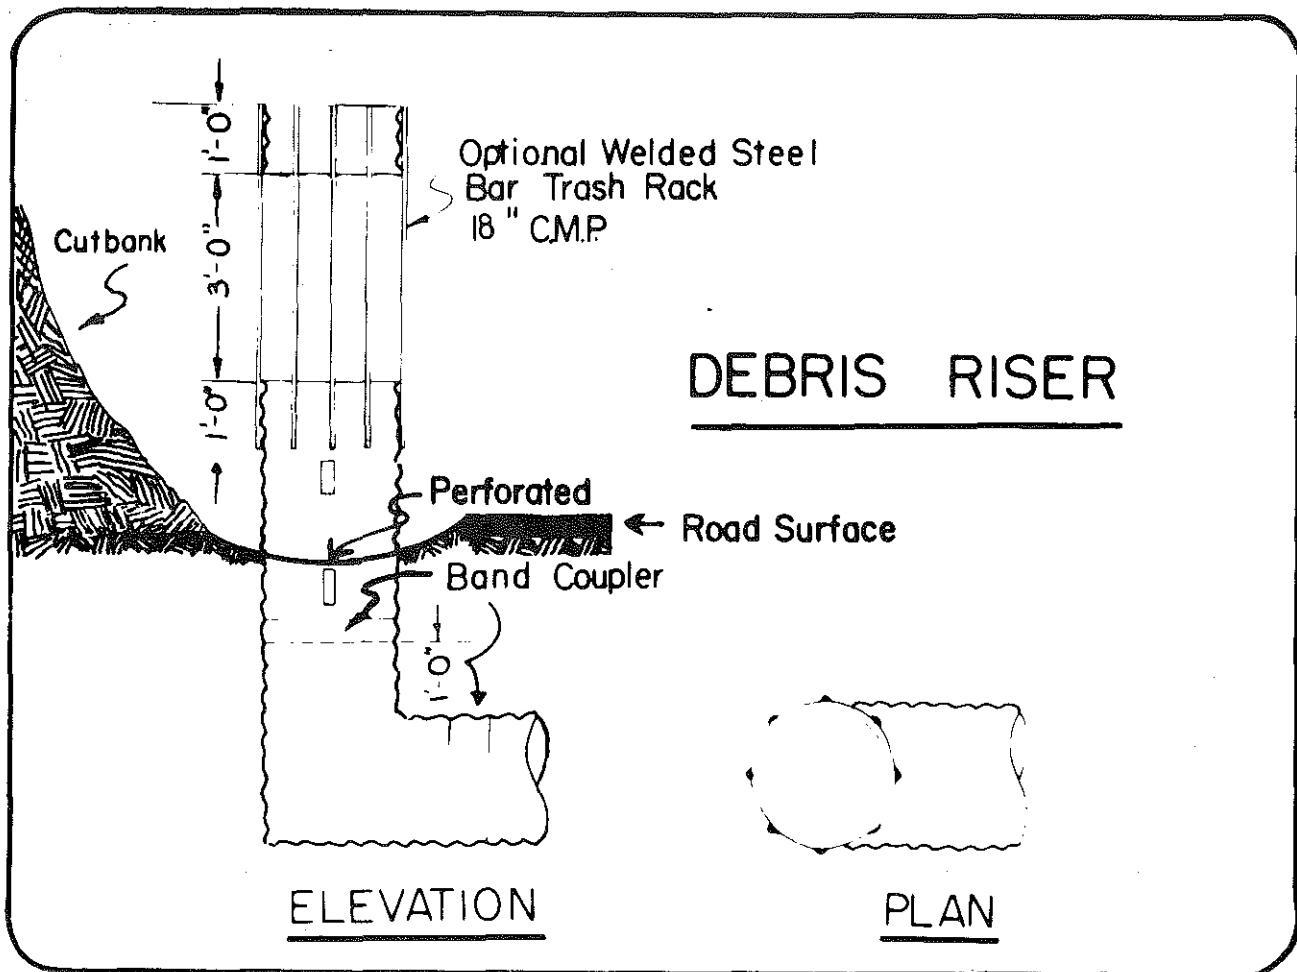 1'-0"
Optional Welded Steel
Bar Trash Rack
18" C.M.P.
Cutbank
3'-0"
DEBRIS RISER
1'-0"
Perforated
Road Surface
Band Coupler
1'-0"
ELEVATION
PLAN